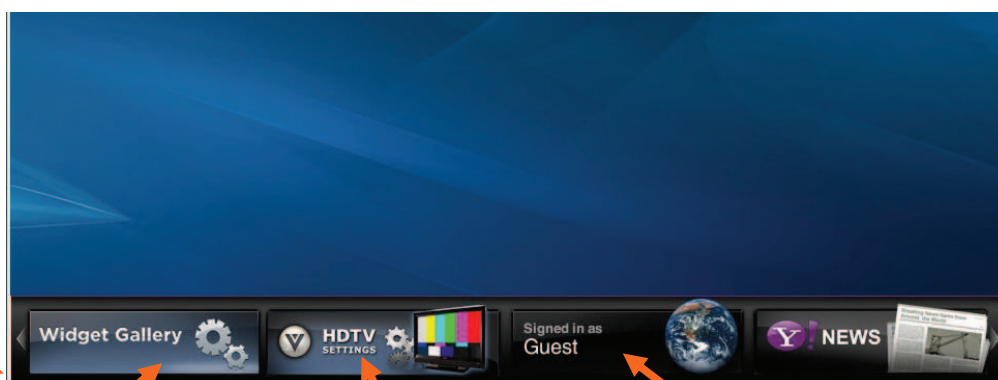 Widget Gallery
V HDTV
SETTINGS
Signed in as
Guest
Y! NEWS